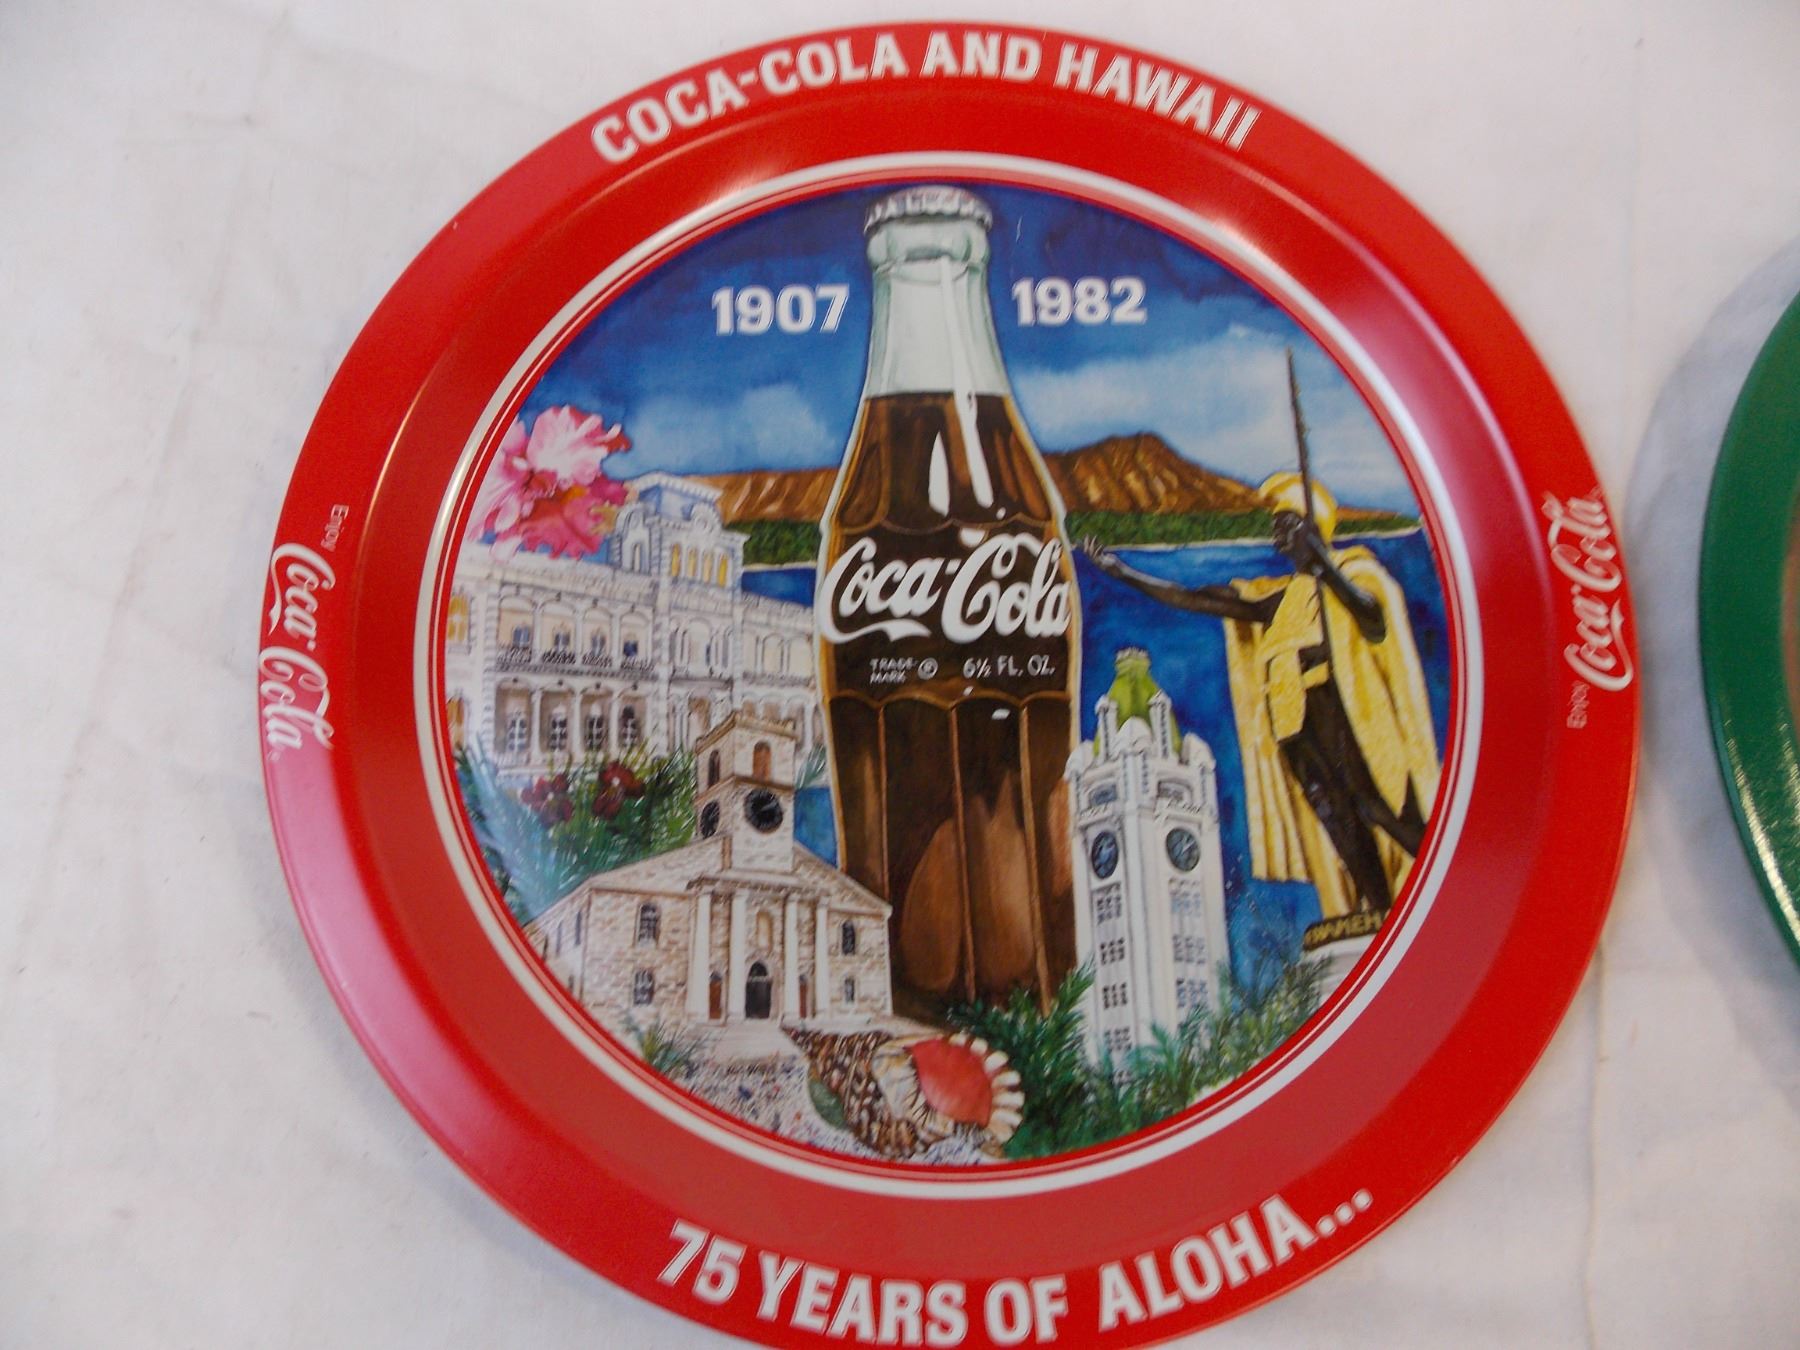 COCA-COLA AND HAWAII
1907 1982
Coca-Cola
TRADE MARK ® 6½ FL. OZ.
Enjoy
Coca-Cola
Enjoy
Coca-Cola
75 YEARS OF ALOHA...